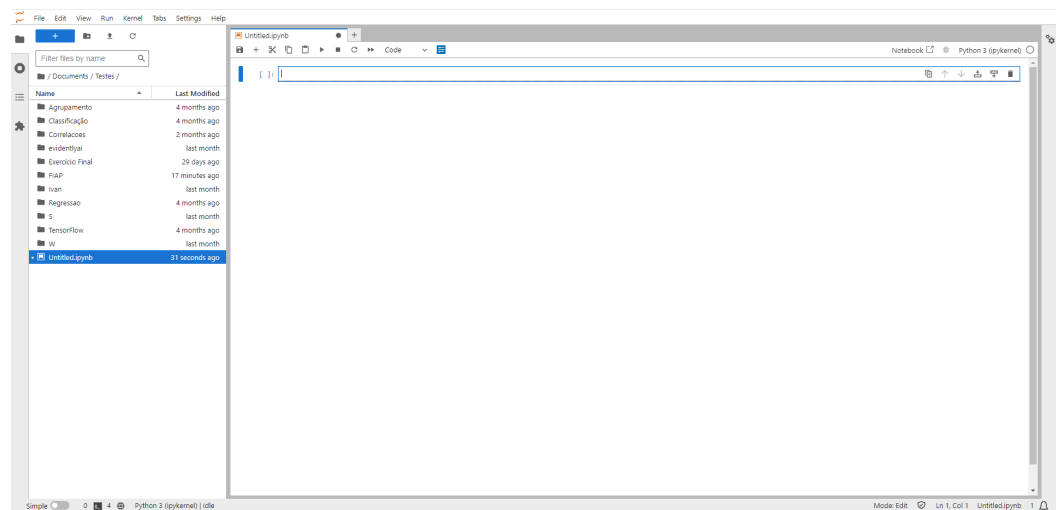 File Edit View Run Kernel Tabs Settings Help
Untitled.ipynb
Code
Notebook
Python 3 (ipykernel)
Filter files by name
/ Documents / Testes /
Name Last Modified
Agrupamento 4 months ago
Classificação 4 months ago
Correlacoes 2 months ago
evidentlyai last month
Exercício Final 29 days ago
FIAP 17 minutes ago
Ivan last month
Regressao 4 months ago
S last month
TensorFlow 4 months ago
W last month
Untitled.ipynb 31 seconds ago
[ ]:
Simple 0 4 Python 3 (ipykernel) | Idle
Mode: Edit Ln 1, Col 1 Untitled.ipynb 1